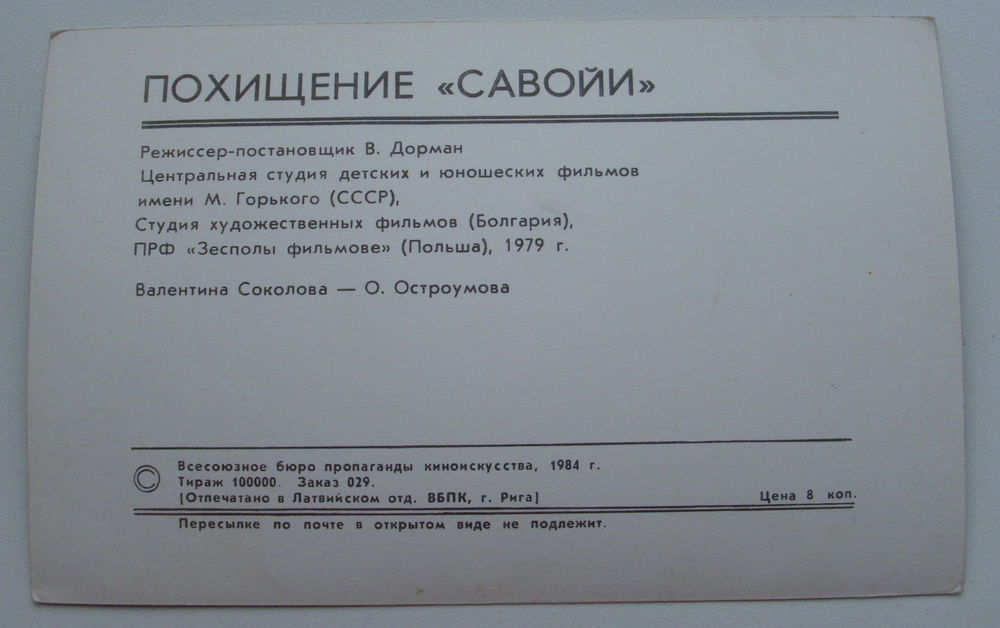 ПОХИЩЕНИЕ «САВОЙИ»
Режиссер-постановщик В. Дорман
Центральная студия детских и юношеских фильмов
имени М. Горького (СССР),
Студия художественных фильмов (Болгария),
ПРФ «Зесполы фильмове» (Польша), 1979 г.
Валентина Соколова — О. Остроумова
© Всесоюзное бюро пропаганды киноискусства, 1984 г.
Тираж 100000. Заказ 029.
(Отпечатано в Латвийском отд. ВБПК, г. Рига) Цена 8 коп.
Пересылке по почте в открытом виде не подлежит.